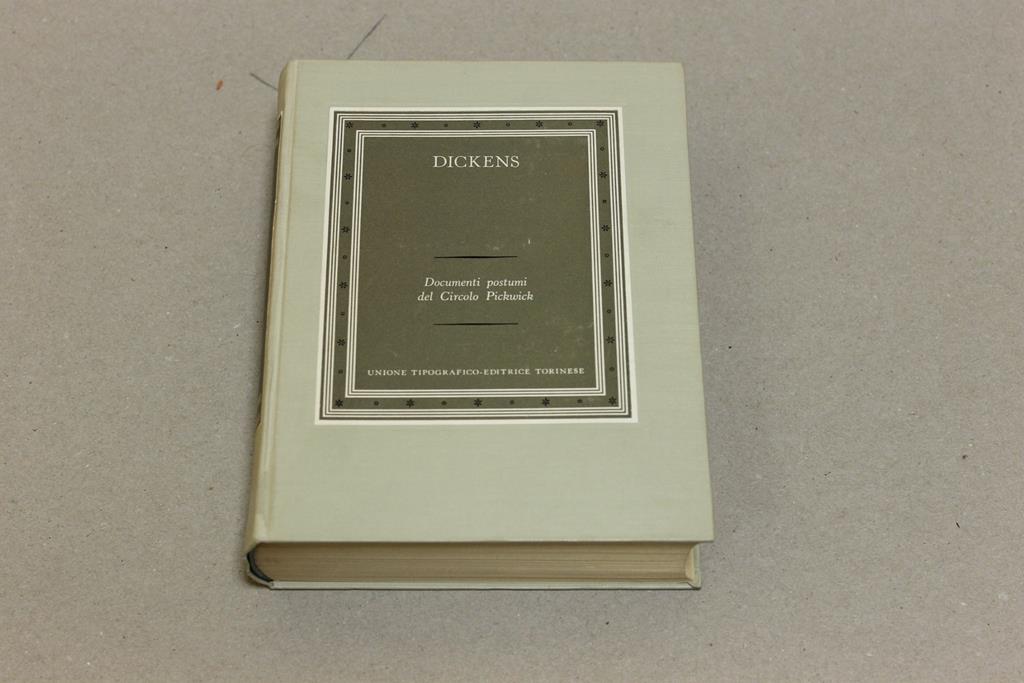 DICKENS
Documenti postumi
del Circolo Pickwick
UNIONE TIPOGRAFICO-EDITRICE TORINESE